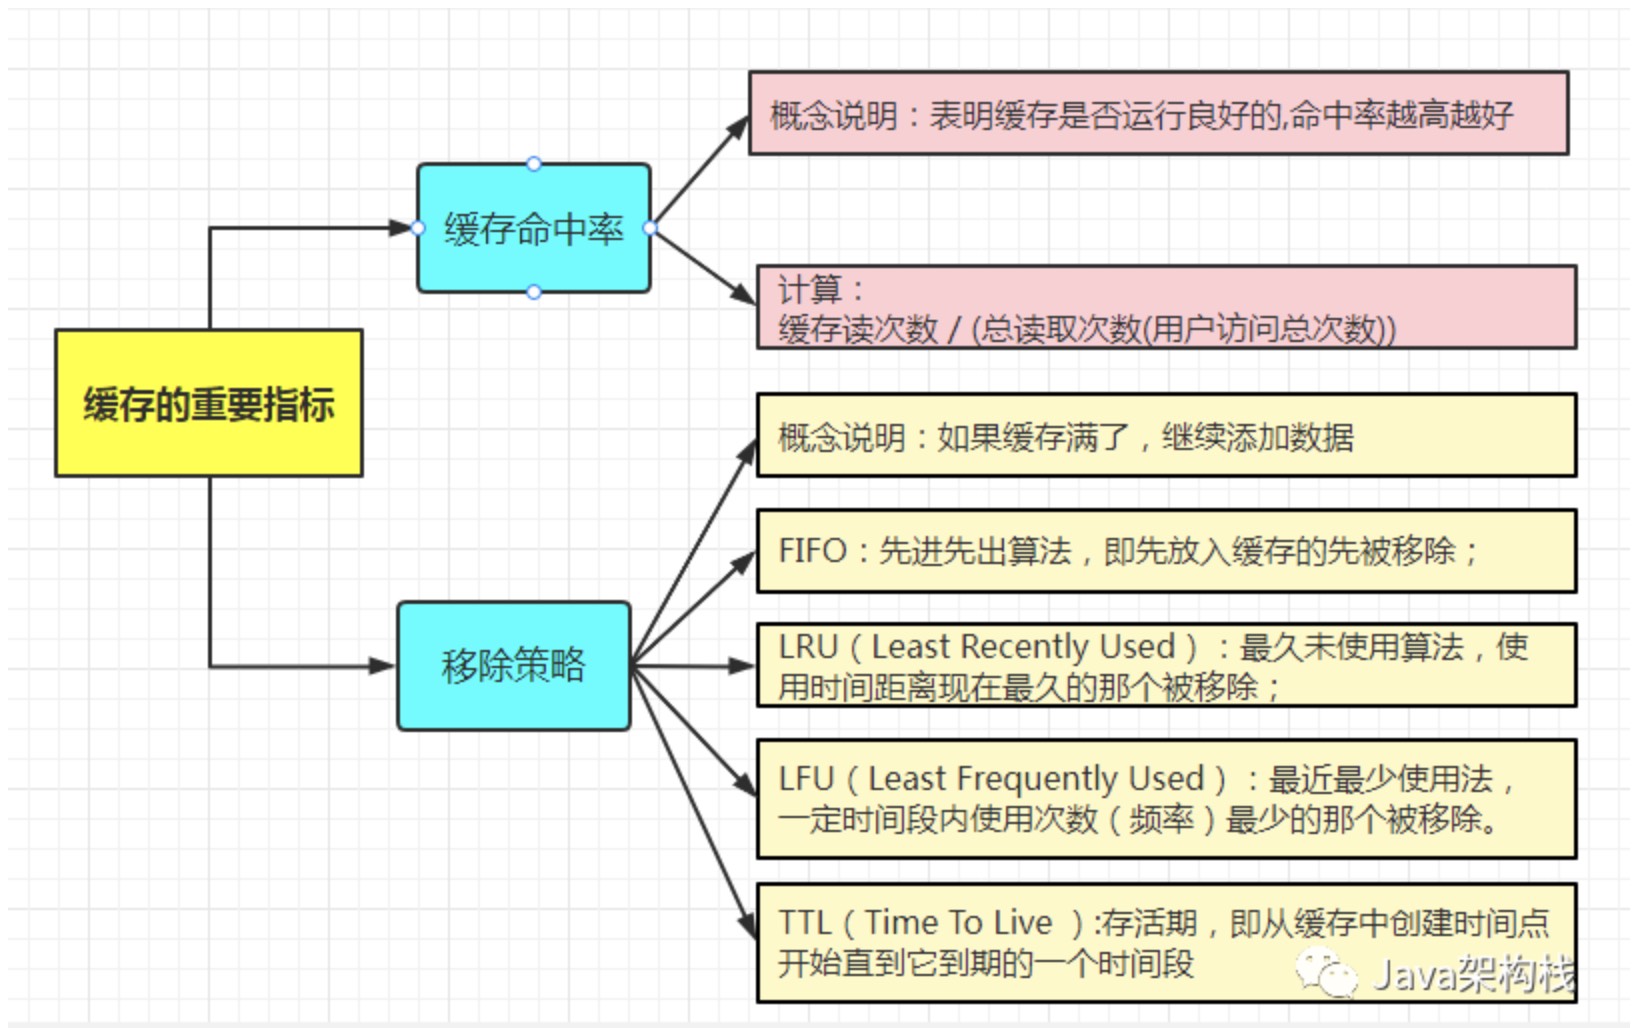 缓存的重要指标
缓存命中率
概念说明：表明缓存是否运行良好的,命中率越高越好
计算：
缓存读次数 / (总读取次数(用户访问总次数))
移除策略
概念说明：如果缓存满了，继续添加数据
FIFO：先进先出算法，即先放入缓存的先被移除；
LRU（Least Recently Used）：最久未使用算法，使
用时间距离现在最久的那个被移除；
LFU（Least Frequently Used）：最近最少使用法，
一定时间段内使用次数（频率）最少的那个被移除。
TTL（Time To Live ）:存活期，即从缓存中创建时间点
开始直到它到期的一个时间段
Java架构栈